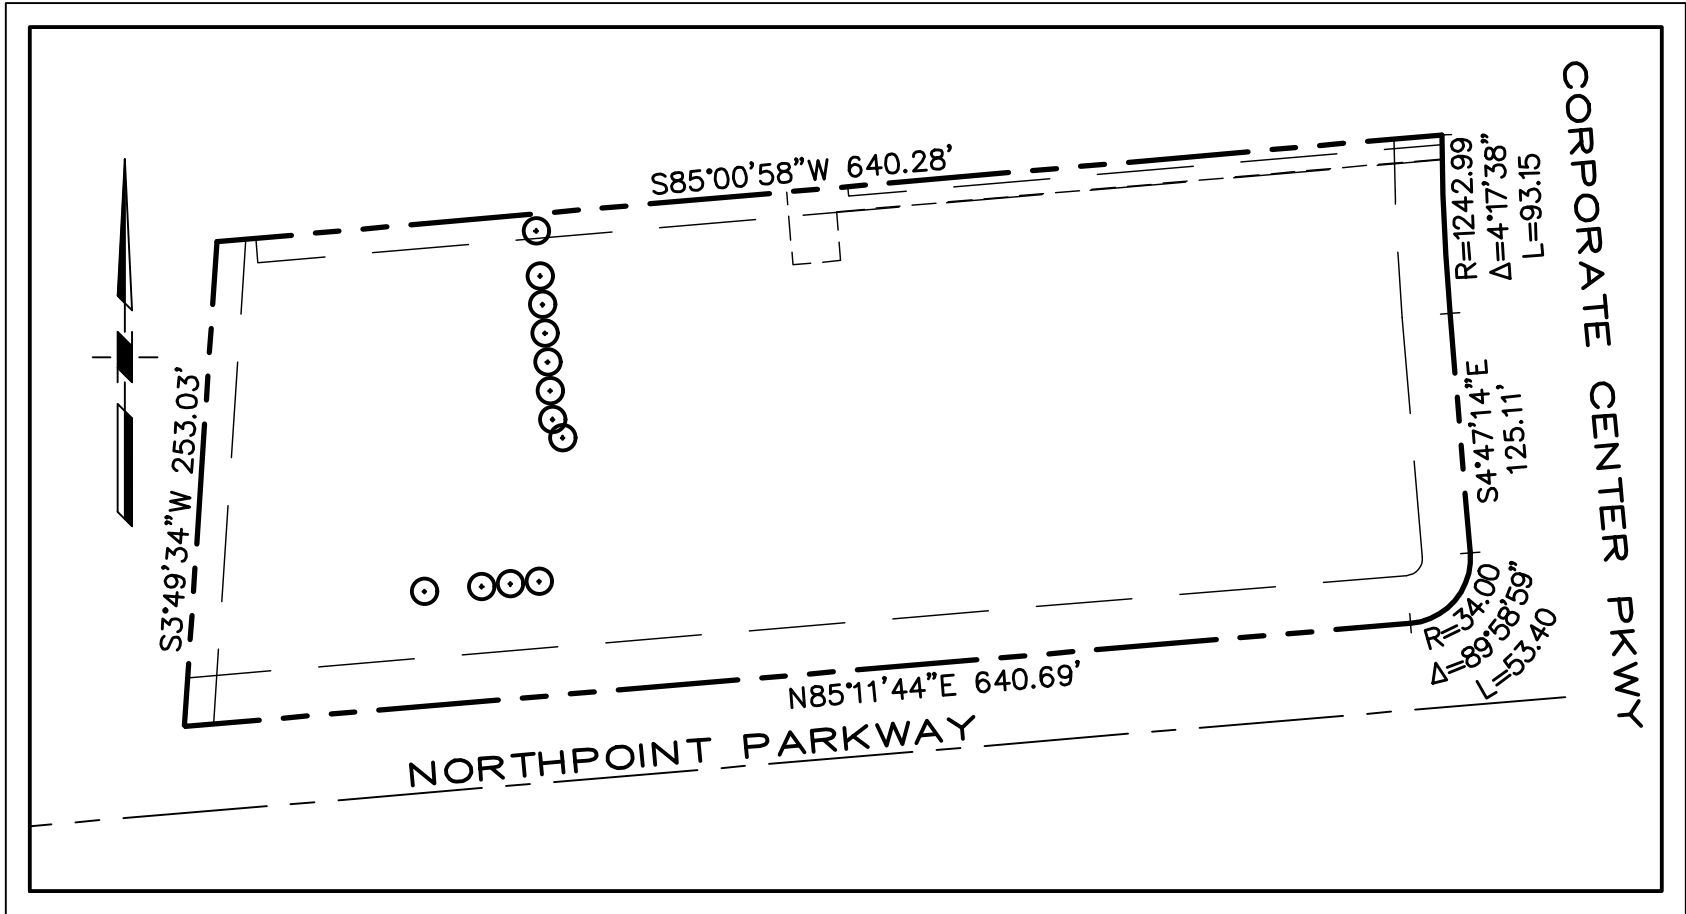 S85°00'58"W 640.28'
R=1242.99
Δ=4°17'38"
L=93.15
CORPORATE CENTER PKWY
S3°49'34"W 253.03'
S4°47'14"E
125.11'
R=34.00
Δ=89°58'59"
L=53.40
N85°11'44"E 640.69'
NORTHPOINT PARKWAY